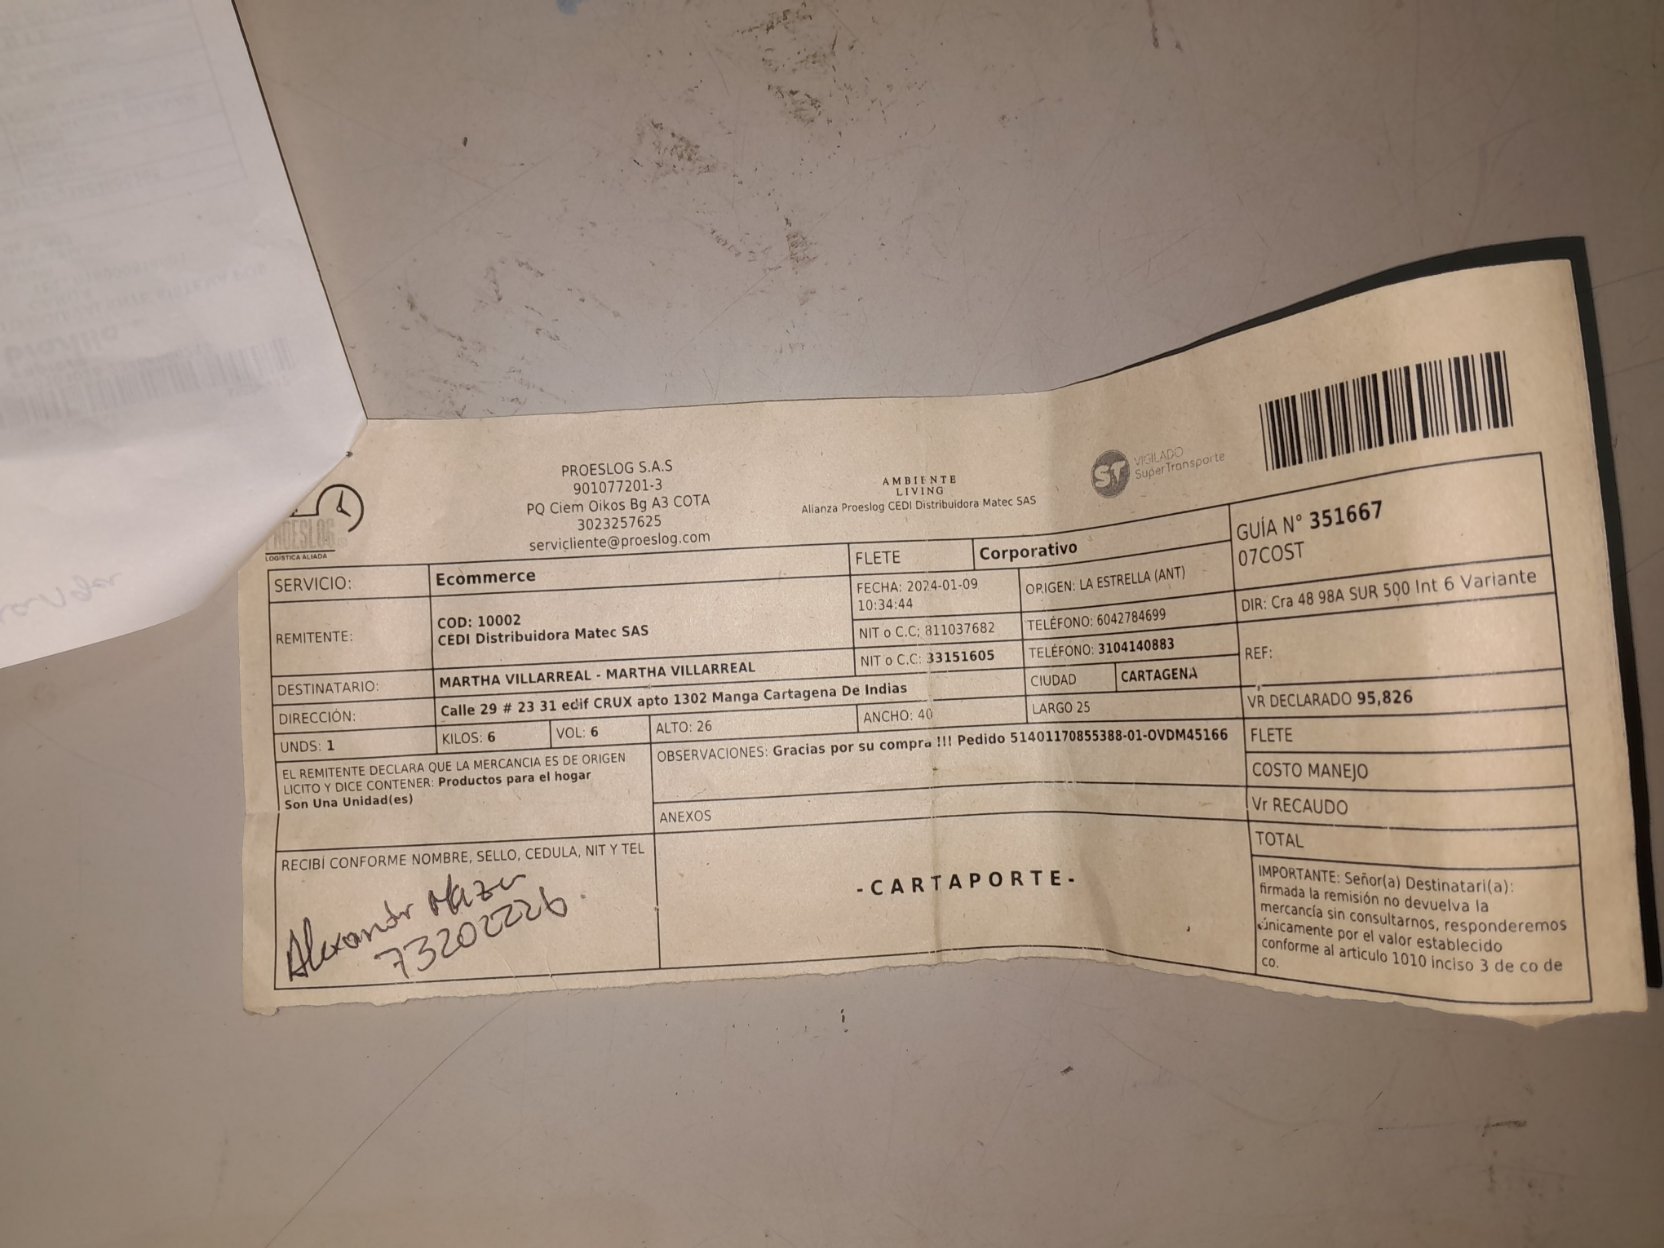 PROESLOG
LOGÍSTICA ALIADA
PROESLOG S.A.S
901077201-3
PQ Ciem Oikos Bg A3 COTA
3023257625
servicliente@proeslog.com
AMBIENTE
LIVING
Alianza Proeslog CEDI Distribuidora Matec SAS
ST
VIGILADO
SuperTransporte
SERVICIO: Ecommerce
FLETE Corporativo
GUÍA N° 351667
07COST
REMITENTE: COD: 10002
CEDI Distribuidora Matec SAS
FECHA: 2024-01-09
10:34:44
ORIGEN: LA ESTRELLA (ANT)
DIR: Cra 48 98A SUR 500 Int 6 Variante
NIT o C.C: 811037682
TELÉFONO: 6042784699
DESTINATARIO: MARTHA VILLARREAL - MARTHA VILLARREAL
NIT o C.C: 33151605
TELÉFONO: 3104140883
REF:
DIRECCIÓN: Calle 29 # 23 31 edif CRUX apto 1302 Manga Cartagena De Indias
CIUDAD CARTAGENA
UNDS: 1 KILOS: 6 VOL: 6 ALTO: 26 ANCHO: 40 LARGO 25
VR DECLARADO 95,826
EL REMITENTE DECLARA QUE LA MERCANCIA ES DE ORIGEN
LICITO Y DICE CONTENER: Productos para el hogar
Son Una Unidad(es)
OBSERVACIONES: Gracias por su compra !!! Pedido 51401170855388-01-OVDM45166
FLETE
COSTO MANEJO
ANEXOS
Vr RECAUDO
TOTAL
RECIBÍ CONFORME NOMBRE, SELLO, CEDULA, NIT Y TEL
Alexander Maza
73202226.
-CARTAPORTE-
IMPORTANTE: Señor(a) Destinatari(a):
firmada la remisión no devuelva la
mercancía sin consultarnos, responderemos
únicamente por el valor establecido
conforme al articulo 1010 inciso 3 de co de
co.